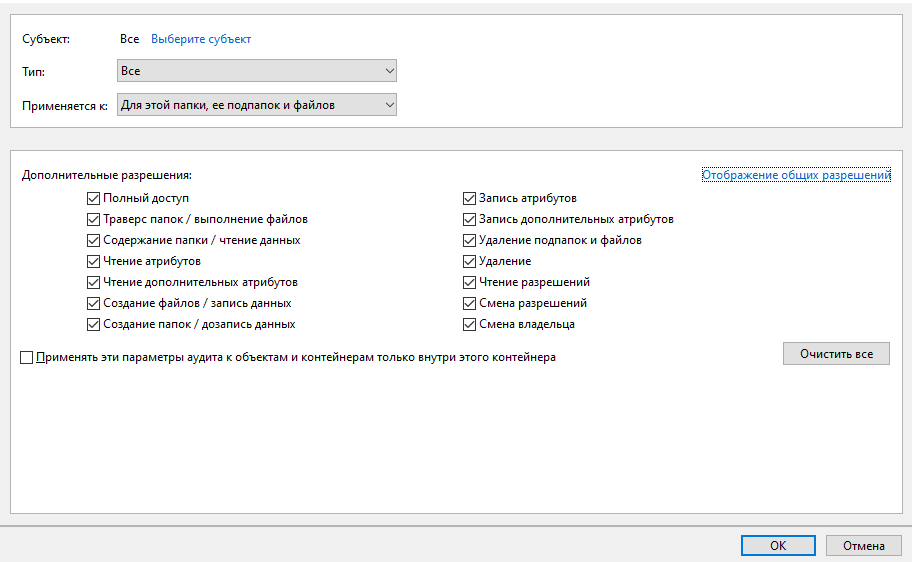 Субъект: Все Выберите субъект
Тип: Все
Применяется к: Для этой папки, ее подпапок и файлов
Дополнительные разрешения: Отображение общих разрешений
Полный доступ Запись атрибутов
Траверс папок / выполнение файлов Запись дополнительных атрибутов
Содержание папки / чтение данных Удаление подпапок и файлов
Чтение атрибутов Удаление
Чтение дополнительных атрибутов Чтение разрешений
Создание файлов / запись данных Смена разрешений
Создание папок / дозапись данных Смена владельца
Применять эти параметры аудита к объектам и контейнерам только внутри этого контейнера Очистить все
OK Отмена